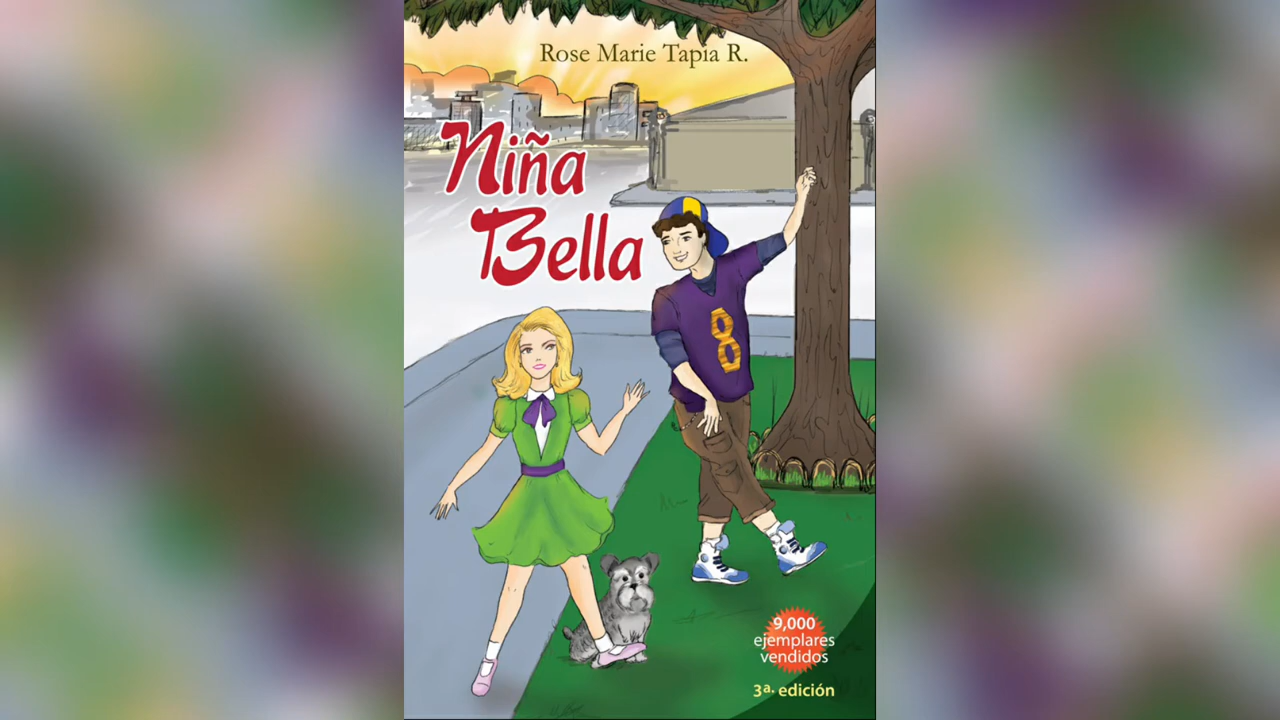 Rose Marie Tapia R.
Niña
Bella
8
9,000
ejemplares
vendidos
3ª. edición